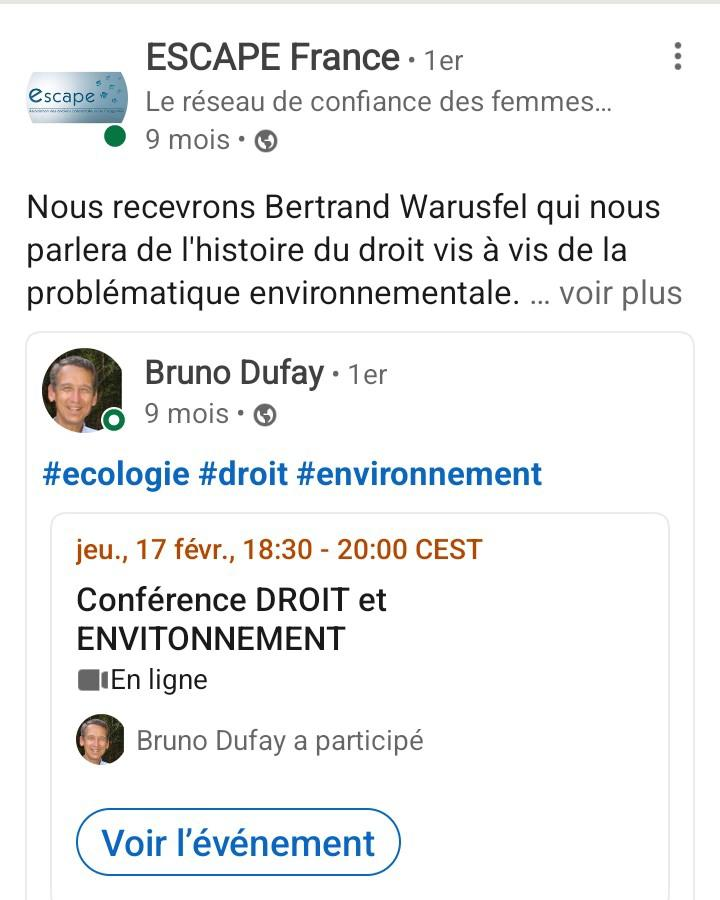 ESCAPE France • 1er
escape
Le réseau de confiance des femmes...
9 mois •
Nous recevrons Bertrand Warusfel qui nous
parlera de l'histoire du droit vis à vis de la
problématique environnementale. ... voir plus
Bruno Dufay • 1er
9 mois •
#ecologie #droit #environnement
jeu., 17 févr., 18:30 - 20:00 CEST
Conférence DROIT et
ENVITONNEMENT
En ligne
Bruno Dufay a participé
Voir l’événement